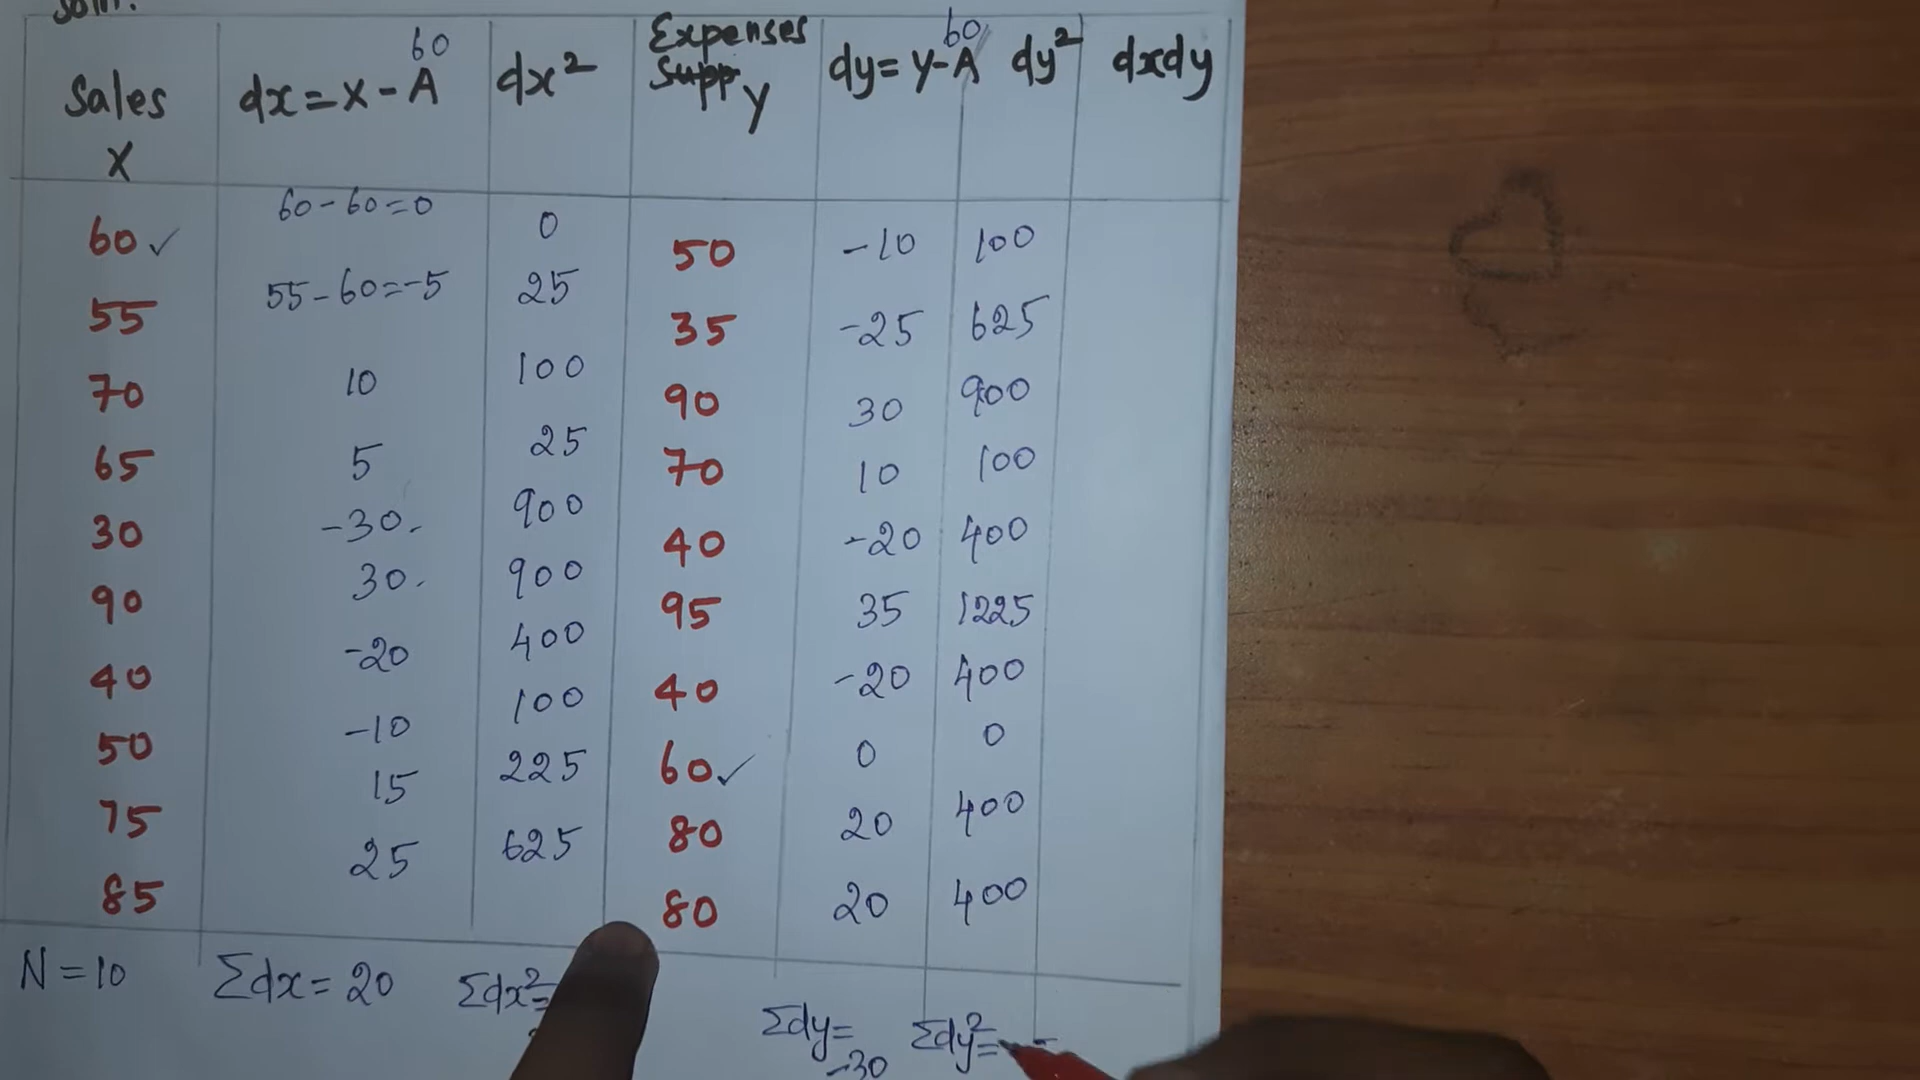 Soln:
Sales X | dx = x - A 60 | dx² | Expenses Supp Y | dy = y - A 60 | dy² | dxdy
60 ✓ | 60 - 60 = 0 | 0 | 50 | -10 | 100
55 | 55 - 60 = -5 | 25 | 35 | -25 | 625
70 | 10 | 100 | 90 | 30 | 900
65 | 5 | 25 | 70 | 10 | 100
30 | -30 | 900 | 40 | -20 | 400
90 | 30 | 900 | 95 | 35 | 1225
40 | -20 | 400 | 40 | -20 | 400
50 | -10 | 100 | 60 ✓ | 0 | 0
75 | 15 | 225 | 80 | 20 | 400
85 | 25 | 625 | 80 | 20 | 400
N = 10 | Σdx = 20 | Σdx² = | Σdy = -30 | Σdy² =